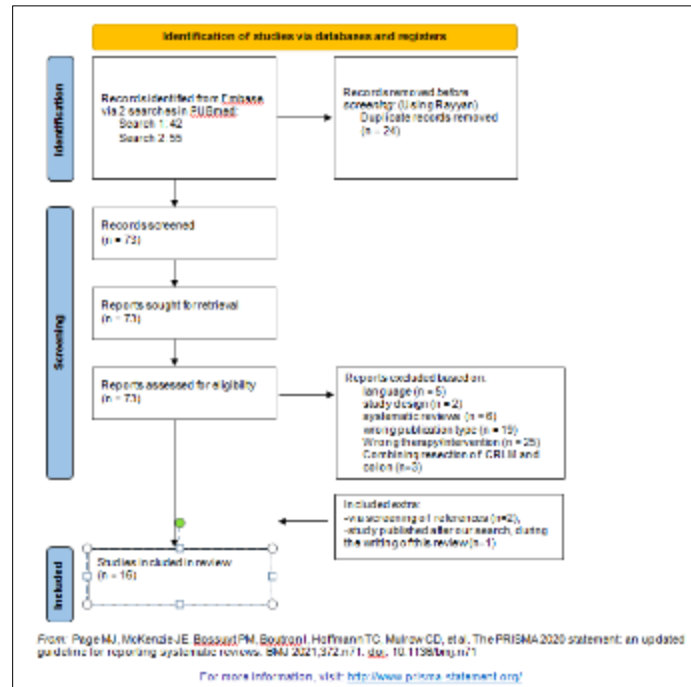 Identification of studies via databases and registers
Identification
Records identified from Embase
via 2 searches in PUBmed:
Search 1: 42
Search 2: 55
Records removed before
screening: (Using Rayyan)
Duplicate records removed
(n = 24)
Screening
Records screened
(n = 73)
Reports sought for retrieval
(n = 73)
Reports assessed for eligibility
(n = 73)
Reports excluded based on:
language (n = 5)
study design (n = 2)
systematic reviews (n = 6)
wrong publication type (n = 19)
Wrong therapy/intervention (n = 25)
Combining resection of CRLM and
colon (n=3)
Included extra:
-via screening of references (n=2),
-study published after our search, during
the writing of this review (n=1)
Included
Studies included in review
(n = 16)
From: Page MJ, McKenzie JE, Bossuyt PM, Boutron I, Hoffmann TC, Mulrow CD, et al. The PRISMA 2020 statement: an updated
guideline for reporting systematic reviews. BMJ 2021;372:n71. doi: 10.1136/bmj.n71
For more information, visit: http://www.prisma-statement.org/